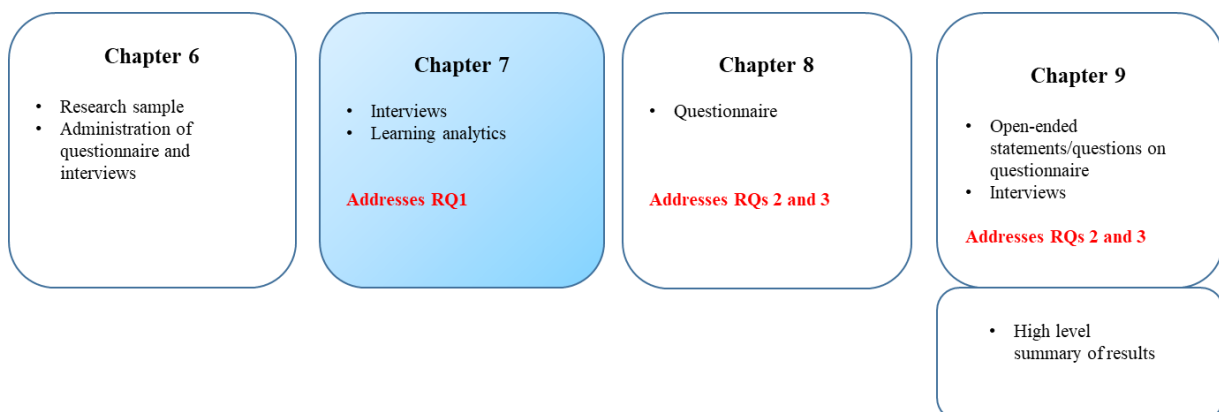 Chapter 6
• Research sample
• Administration of
questionnaire and
interviews
Chapter 7
• Interviews
• Learning analytics
Addresses RQ1
Chapter 8
• Questionnaire
Addresses RQs 2 and 3
Chapter 9
• Open-ended
statements/questions on
questionnaire
• Interviews
Addresses RQs 2 and 3
• High level
summary of results